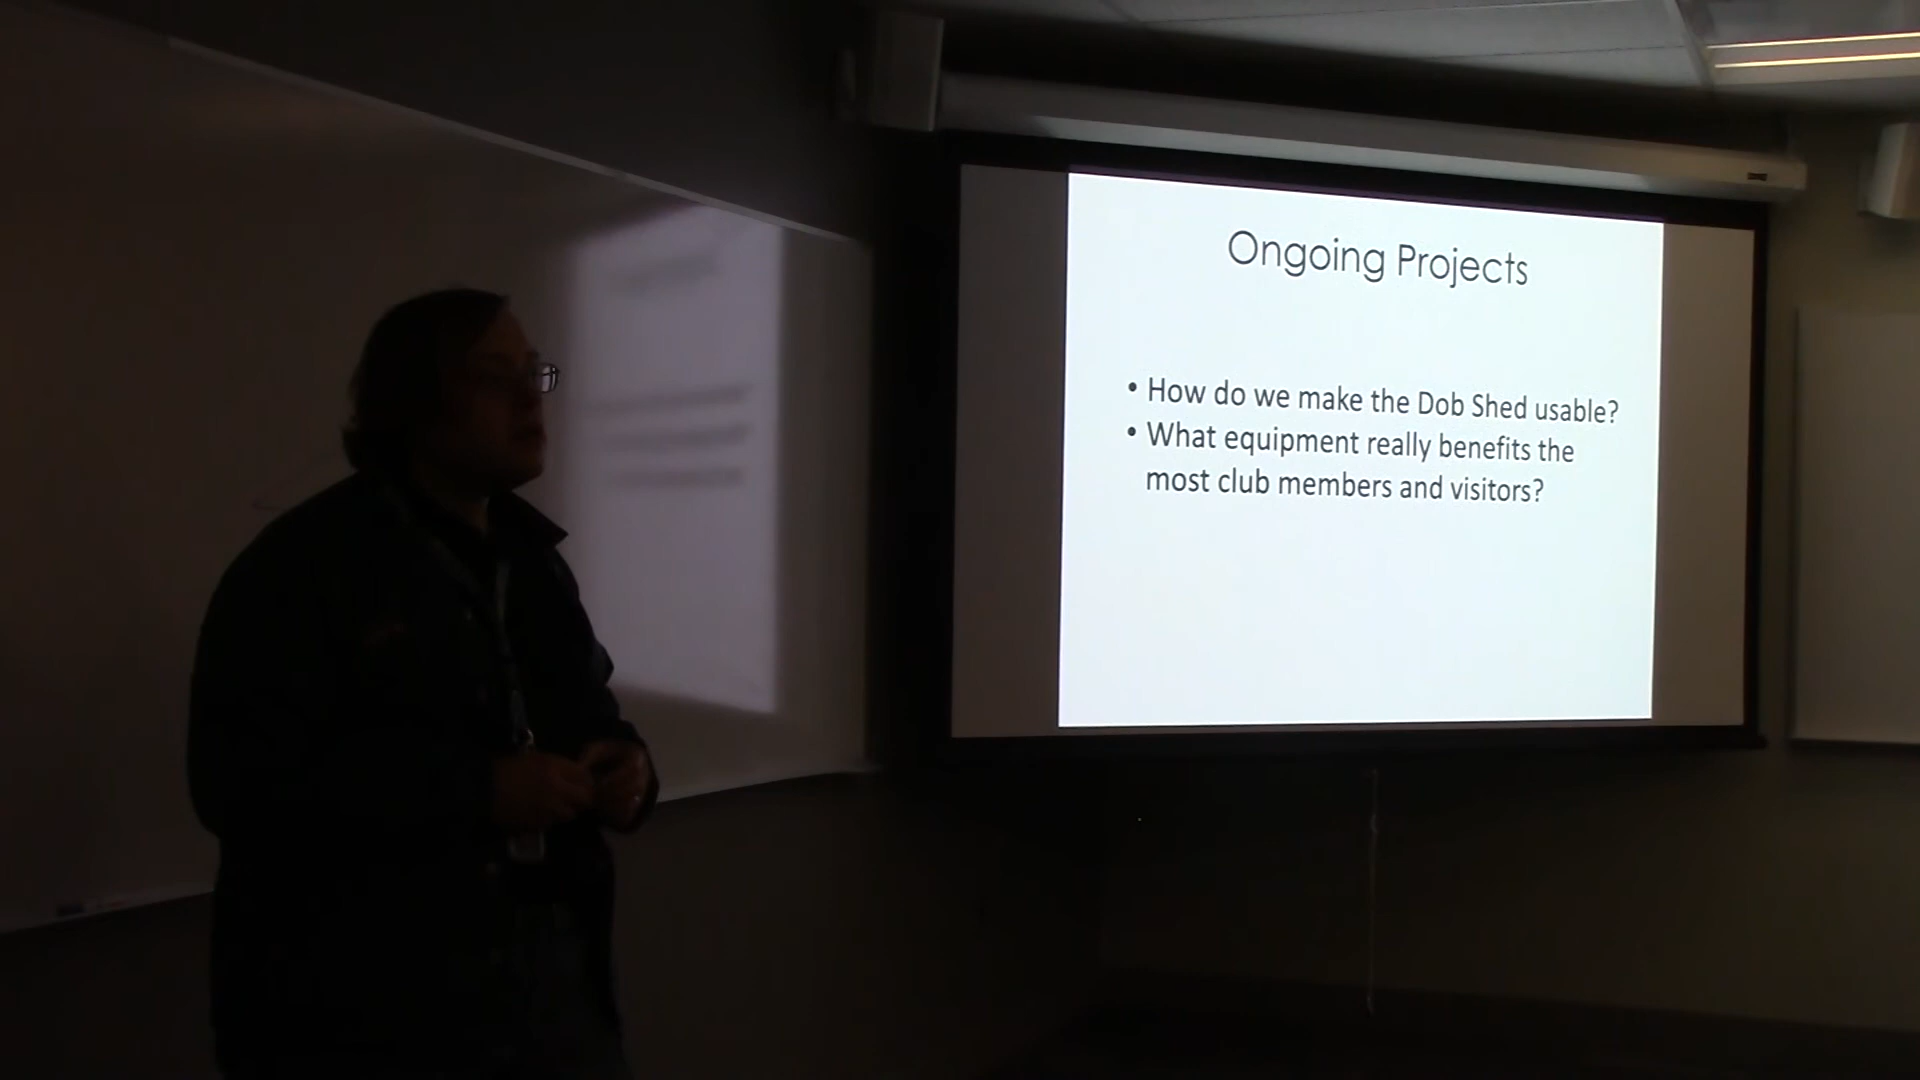 Ongoing Projects
• How do we make the Dob Shed usable?
• What equipment really benefits the
most club members and visitors?